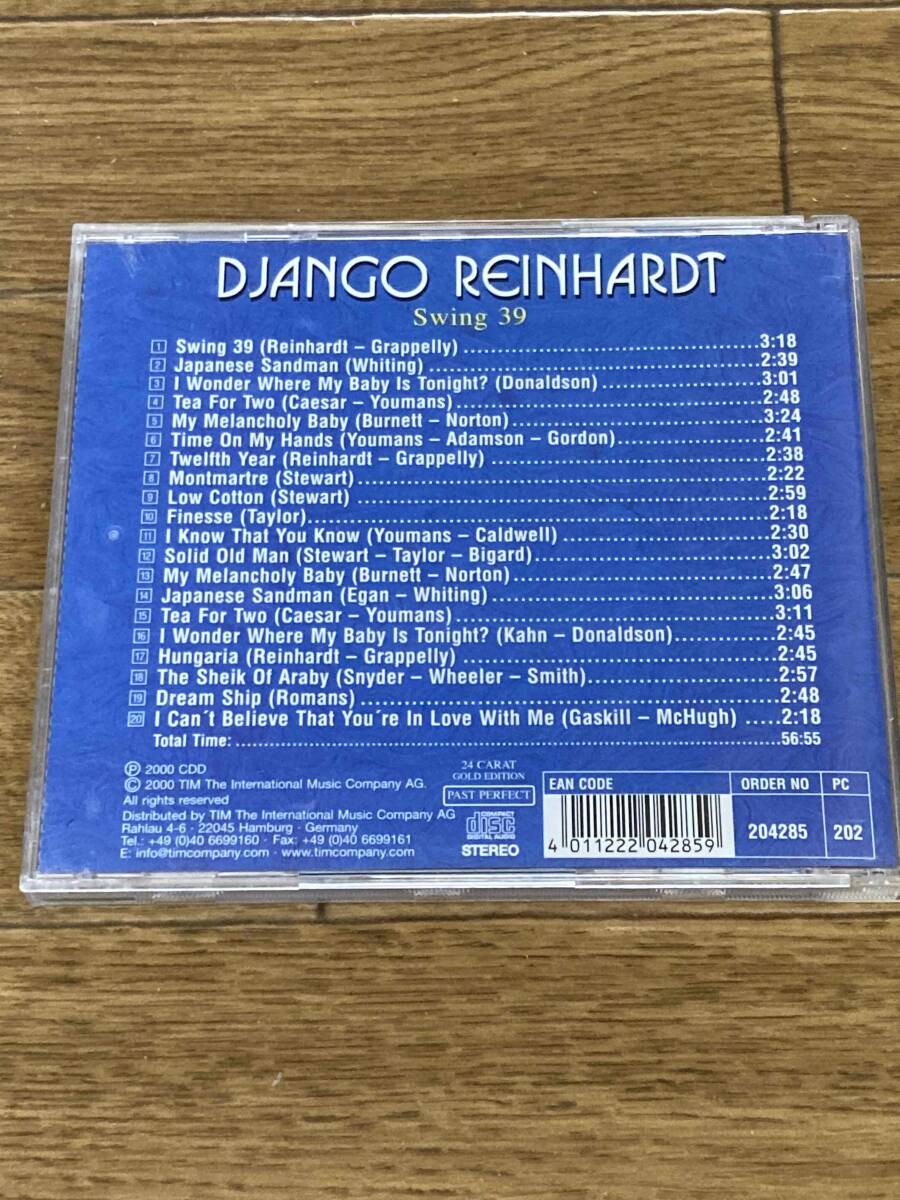 DJANGO REINHARDT
Swing 39
1 Swing 39 (Reinhardt – Grappelly) ........ 3:18
2 Japanese Sandman (Whiting) ........ 2:39
3 I Wonder Where My Baby Is Tonight? (Donaldson) ........ 3:01
4 Tea For Two (Caesar – Youmans) ........ 2:48
5 My Melancholy Baby (Burnett – Norton) ........ 3:24
6 Time On My Hands (Youmans – Adamson – Gordon) ........ 2:41
7 Twelfth Year (Reinhardt – Grappelly) ........ 2:38
8 Montmartre (Stewart) ........ 2:22
9 Low Cotton (Stewart) ........ 2:59
10 Finesse (Taylor) ........ 2:18
11 I Know That You Know (Youmans – Caldwell) ........ 2:30
12 Solid Old Man (Stewart – Taylor – Bigard) ........ 3:02
13 My Melancholy Baby (Burnett – Norton) ........ 2:47
14 Japanese Sandman (Egan – Whiting) ........ 3:06
15 Tea For Two (Caesar – Youmans) ........ 3:11
16 I Wonder Where My Baby Is Tonight? (Kahn – Donaldson) ........ 2:45
17 Hungaria (Reinhardt – Grappelly) ........ 2:45
18 The Sheik Of Araby (Snyder – Wheeler – Smith) ........ 2:57
19 Dream Ship (Romans) ........ 2:48
20 I Can´t Believe That You´re In Love With Me (Gaskill – McHugh) ..... 2:18
Total Time: ........ 56:55
℗ 2000 CDD
© 2000 TIM The International Music Company AG.
All rights reserved
Distributed by TIM The International Music Company AG
Rahlau 4-6 · 22045 Hamburg · Germany
Tel.: +49 (0)40 6699160 · Fax: +49 (0)40 6699161
E: info@timcompany.com · www.timcompany.com
24 CARAT
GOLD EDITION
PAST PERFECT
COMPACT
disc
DIGITAL AUDIO
STEREO
EAN CODE
4 011222 042859
ORDER NO
204285
PC
202